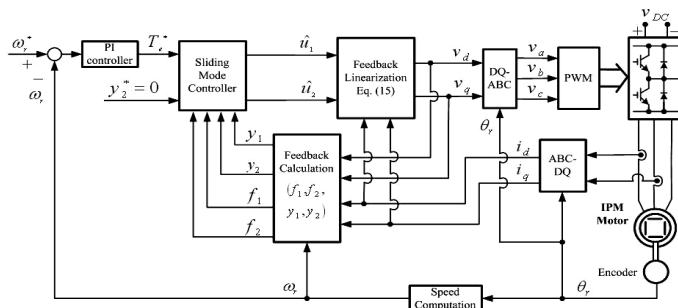 ω_r^*
+
−
ω_r
PI
controller
T_e^*
y_2^* = 0
Sliding
Mode
Controller
û_1
û_2
Feedback
Linearization
Eq. (15)
v_d
v_q
DQ-
ABC
v_a
v_b
v_c
PWM
v_DC
+ −
θ_r
y_1
y_2
f_1
f_2
Feedback
Calculation
(f_1, f_2,
y_1, y_2)
i_d
i_q
ABC-
DQ
IPM
Motor
Encoder
ω_r
Speed
Computation
θ_r